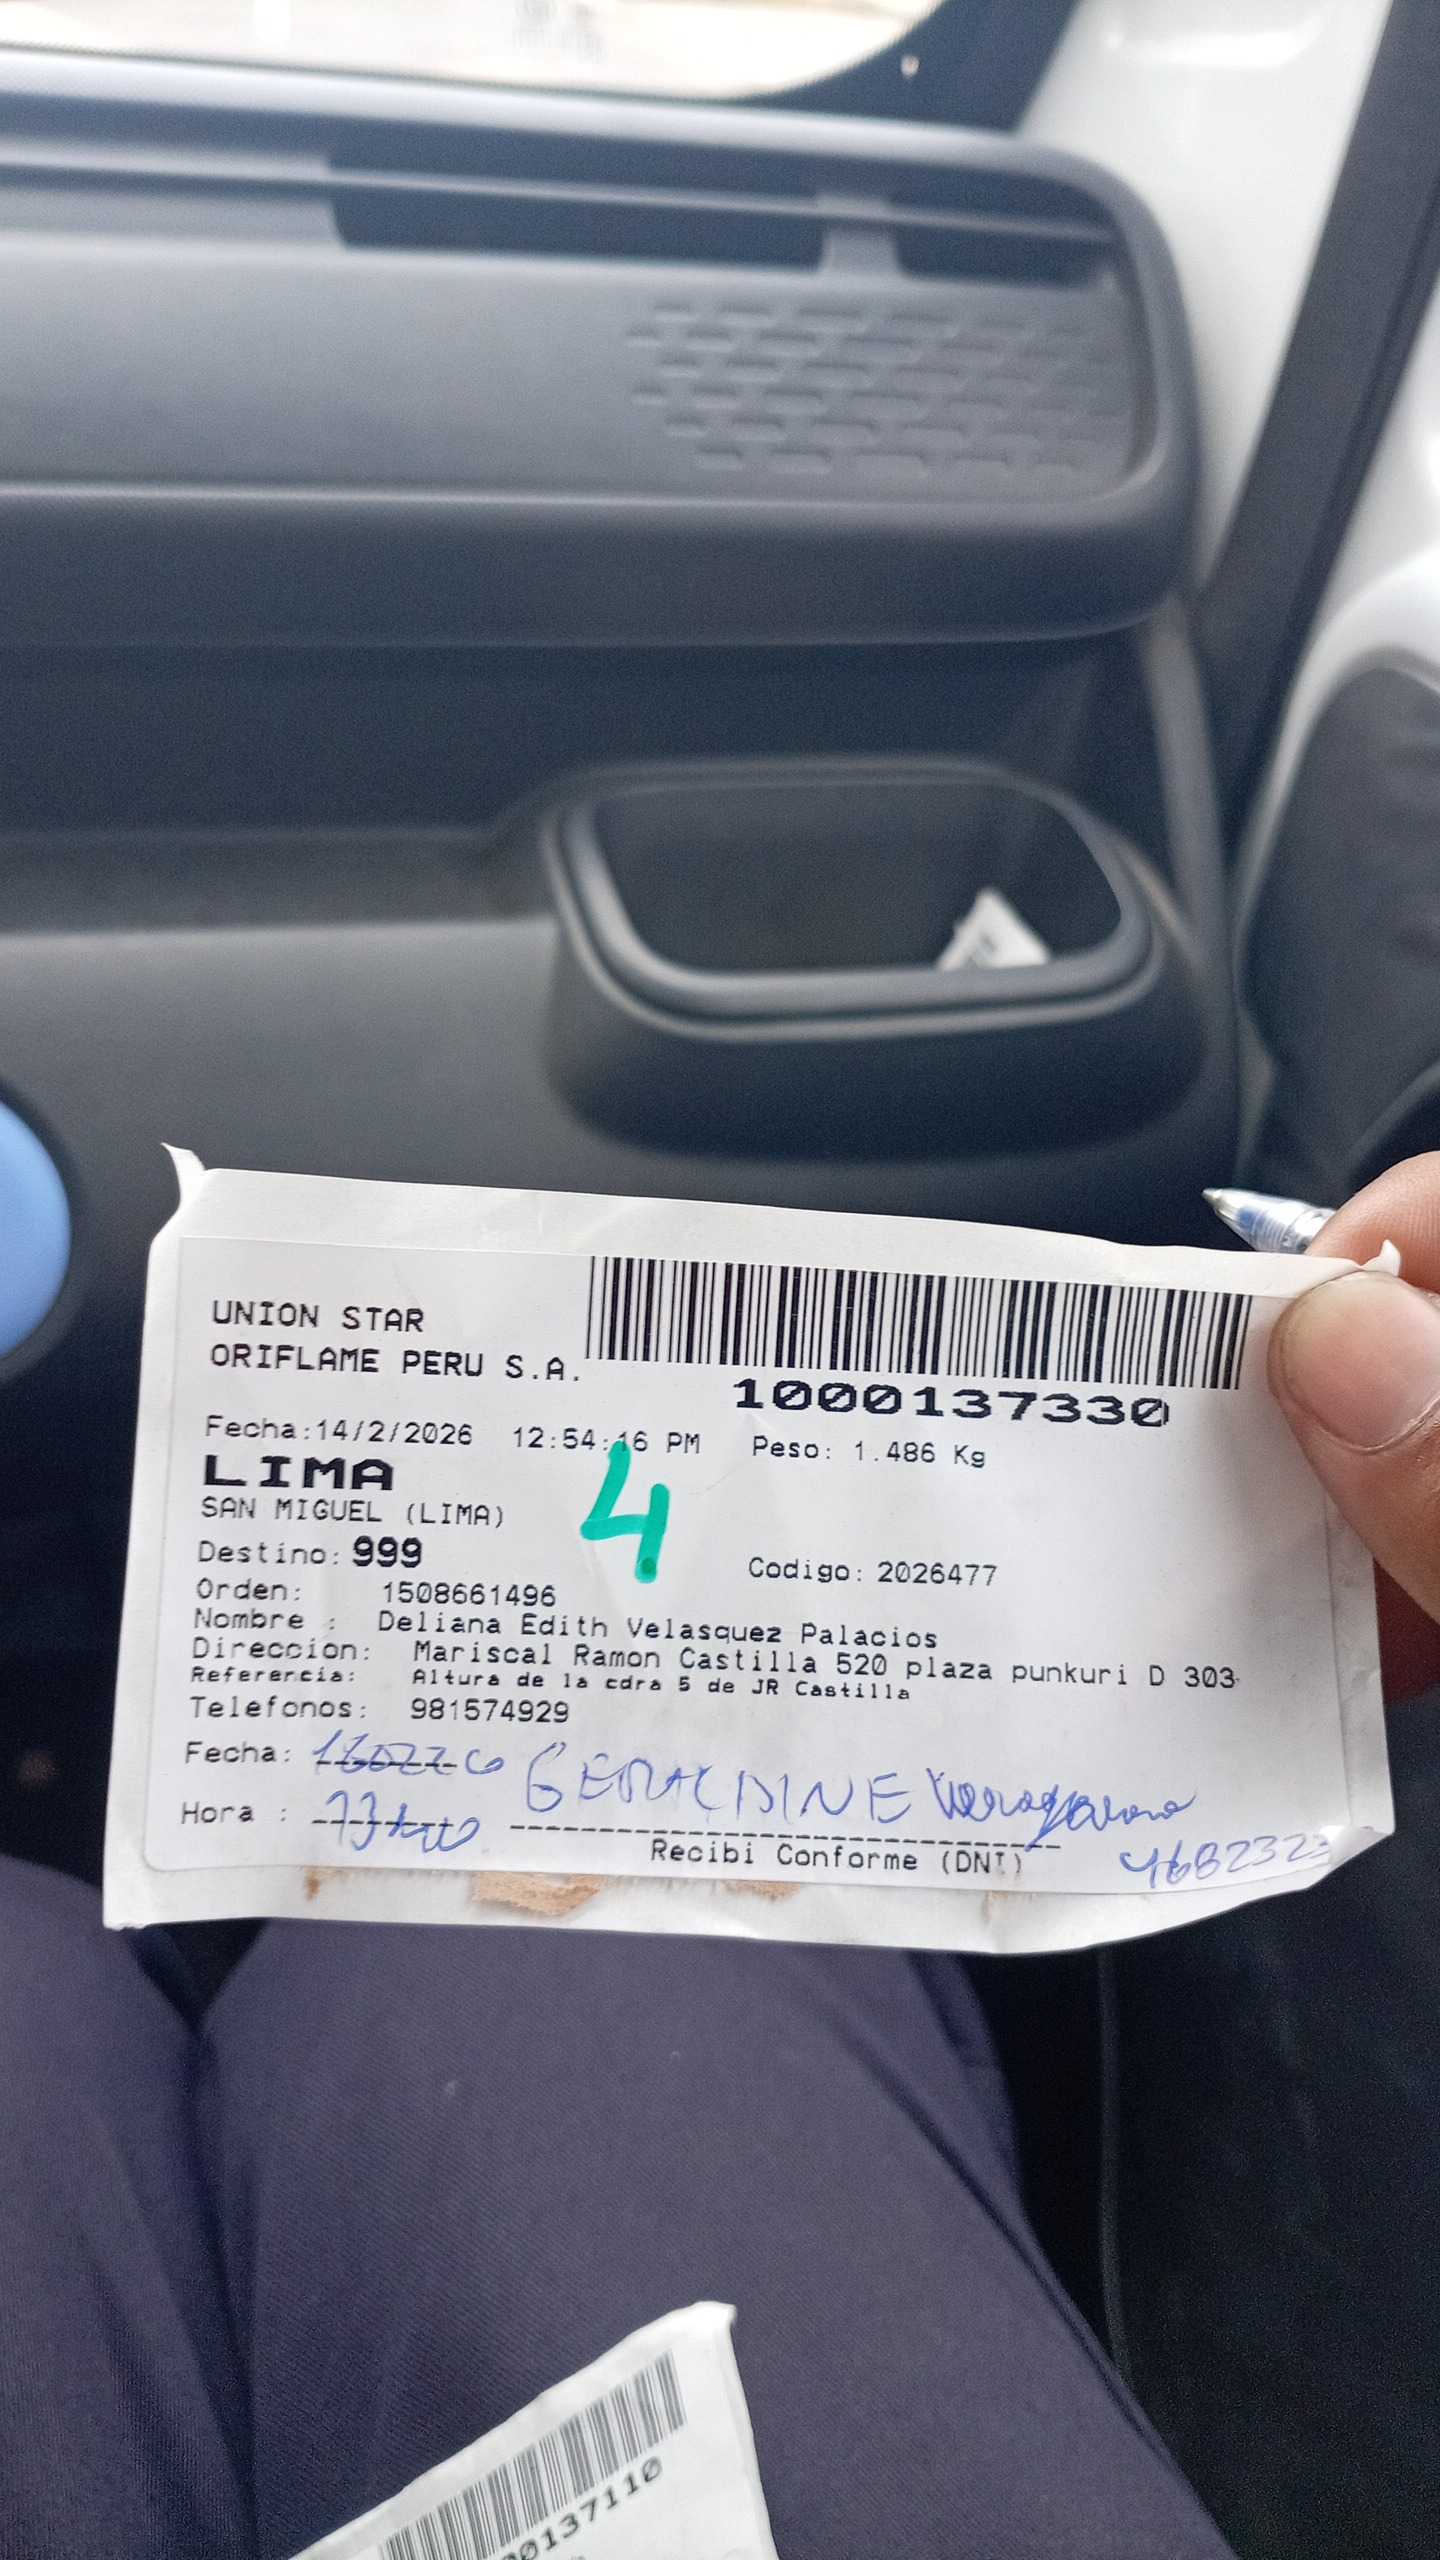 UNION STAR
ORIFLAME PERU S.A.
1000137330
Fecha:14/2/2026 12:54:16 PM Peso: 1.486 Kg
LIMA
SAN MIGUEL (LIMA)
4
Destino: 999
Codigo: 2026477
Orden: 1508661496
Nombre : Deliana Edith Velasquez Palacios
Direccion: Mariscal Ramon Castilla 520 plaza punkuri D 303
Referencia: Altura de la cdra 5 de JR Castilla
Telefonos: 981574929
Fecha: GERALDINE
Hora :
Recibi Conforme (DNI)
00137110